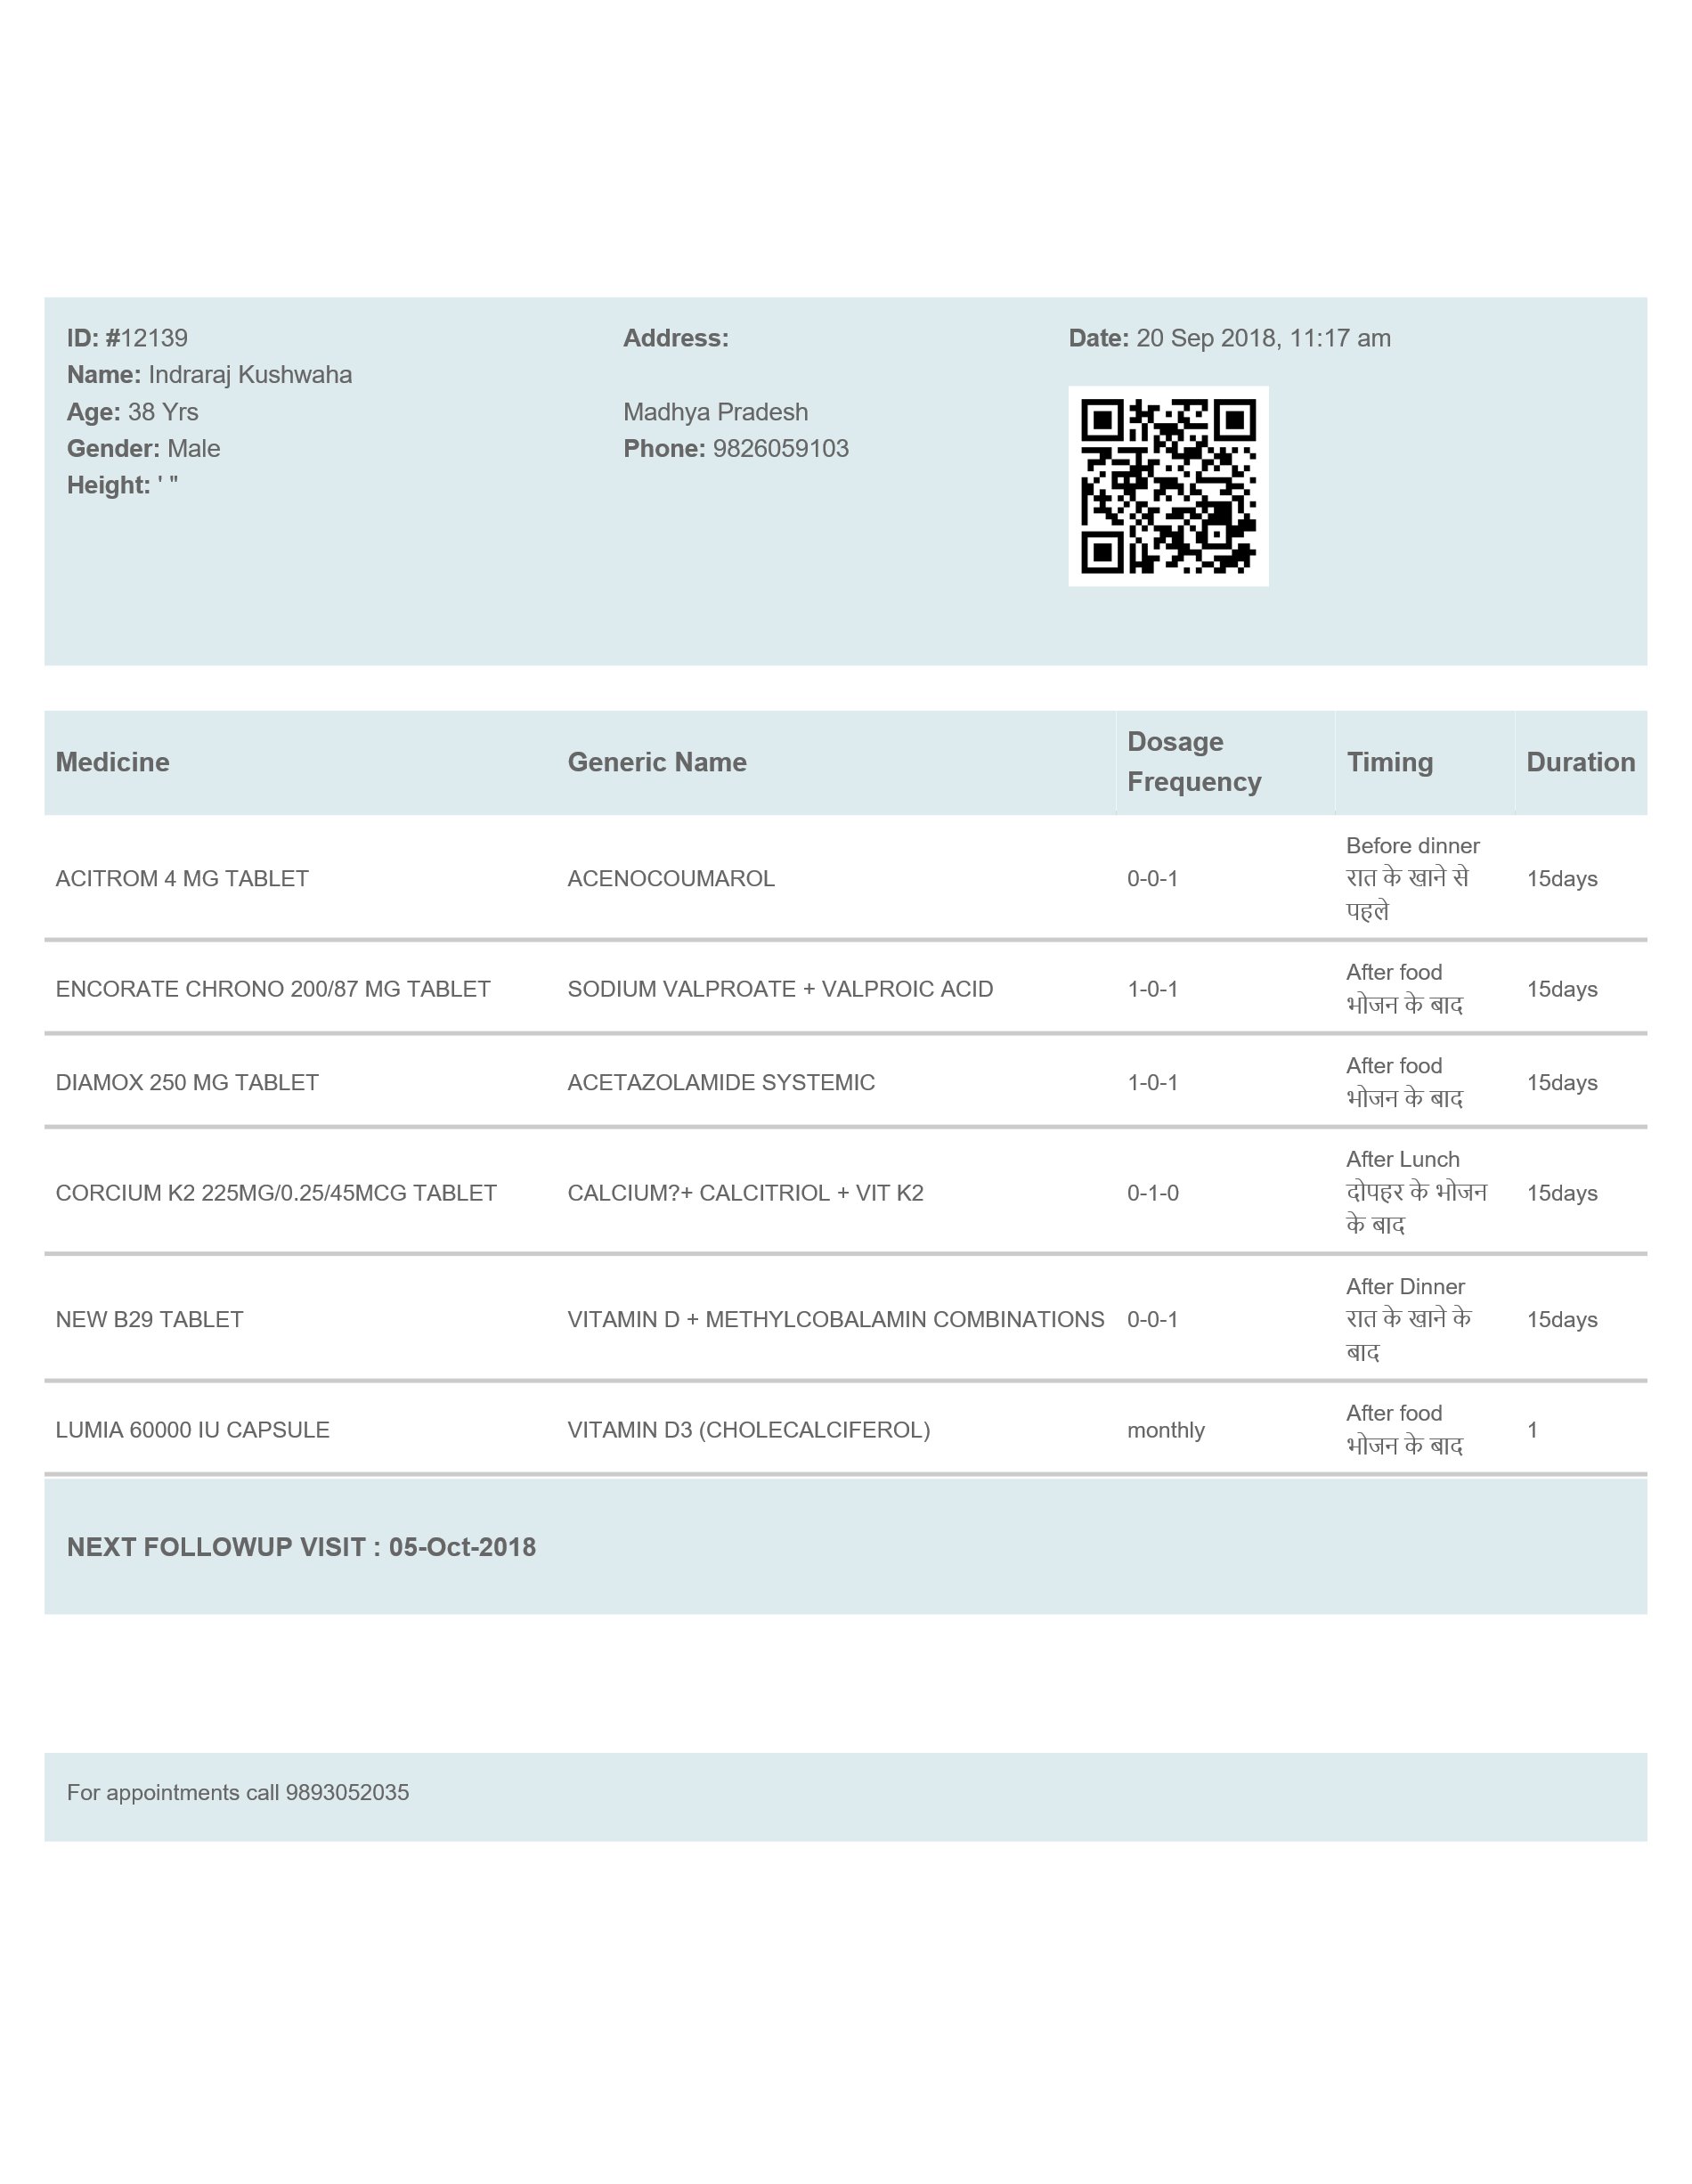 ID: #12139
Name: Indraraj Kushwaha
Age: 38 Yrs
Gender: Male
Height: ' "
Address:
Madhya Pradesh
Phone: 9826059103
Date: 20 Sep 2018, 11:17 am
Medicine Generic Name Dosage Frequency Timing Duration
ACITROM 4 MG TABLET ACENOCOUMAROL 0-0-1 Before dinner रात के खाने से पहले 15days
ENCORATE CHRONO 200/87 MG TABLET SODIUM VALPROATE + VALPROIC ACID 1-0-1 After food भोजन के बाद 15days
DIAMOX 250 MG TABLET ACETAZOLAMIDE SYSTEMIC 1-0-1 After food भोजन के बाद 15days
CORCIUM K2 225MG/0.25/45MCG TABLET CALCIUM?+ CALCITRIOL + VIT K2 0-1-0 After Lunch दोपहर के भोजन के बाद 15days
NEW B29 TABLET VITAMIN D + METHYLCOBALAMIN COMBINATIONS 0-0-1 After Dinner रात के खाने के बाद 15days
LUMIA 60000 IU CAPSULE VITAMIN D3 (CHOLECALCIFEROL) monthly After food भोजन के बाद 1
NEXT FOLLOWUP VISIT : 05-Oct-2018
For appointments call 9893052035